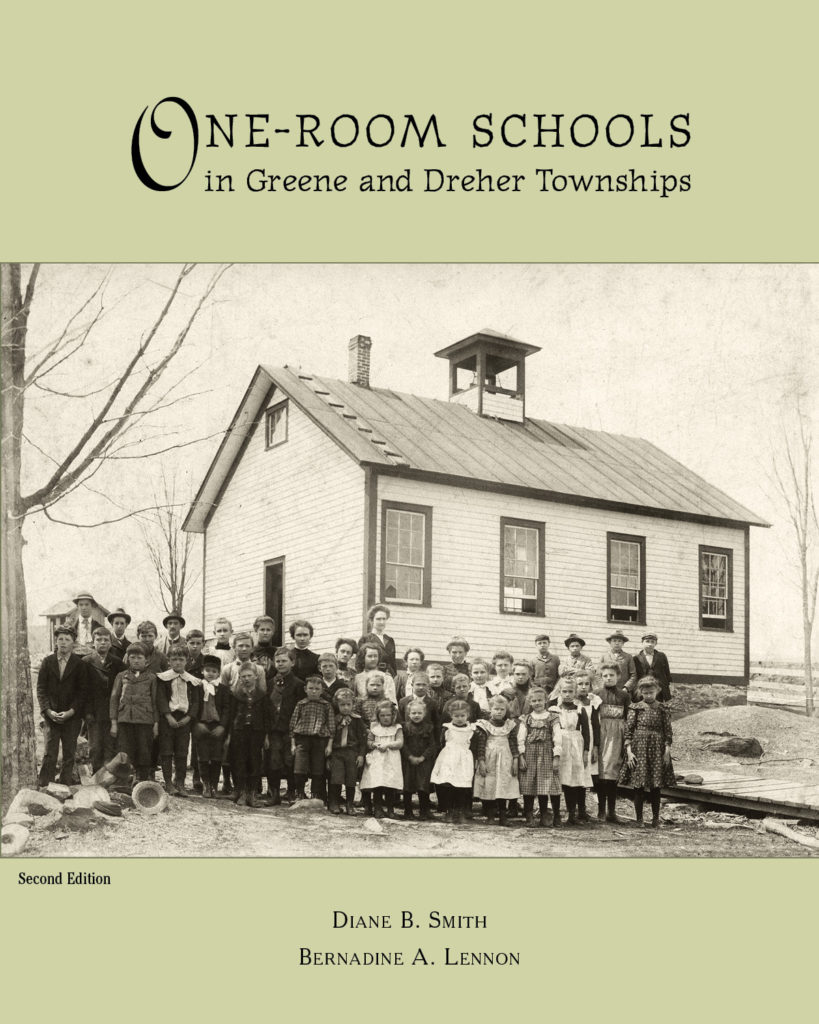 One-room schools
in Greene and Dreher Townships
Second Edition
Diane B. Smith
Bernadine A. Lennon